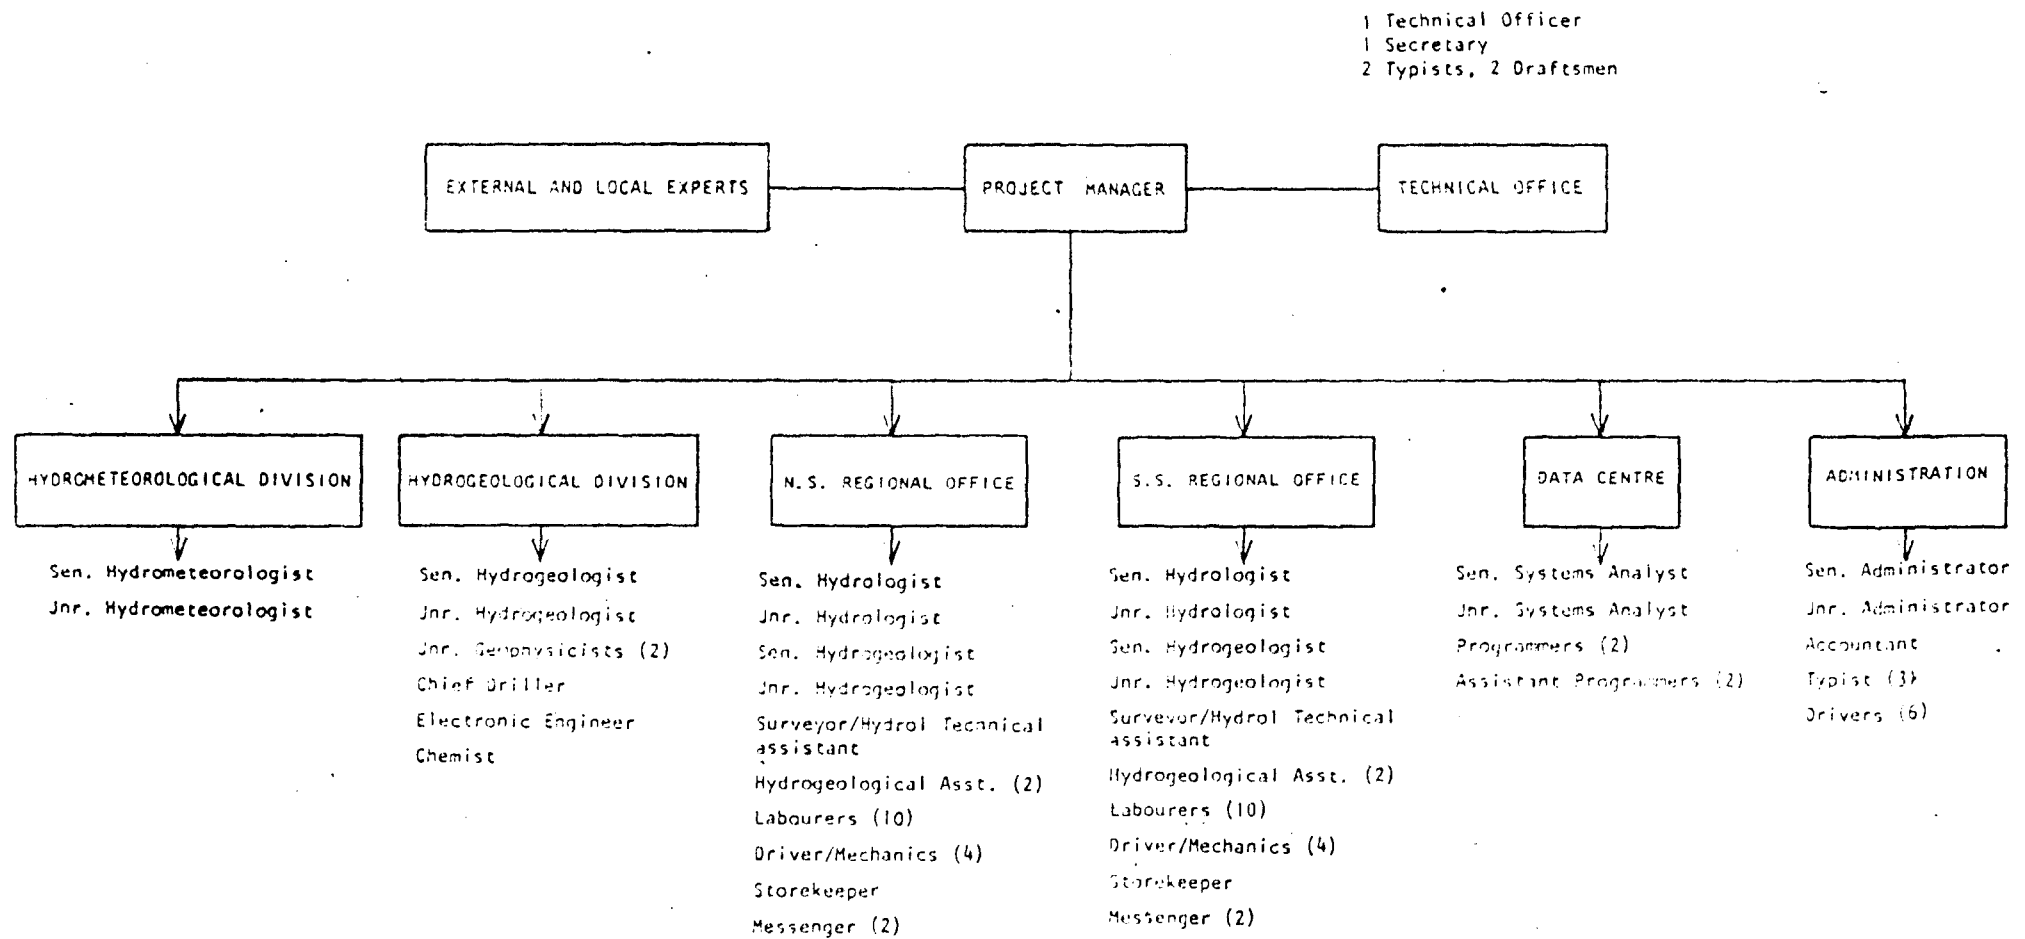 1 Technical Officer
1 Secretary
2 Typists, 2 Draftsmen
EXTERNAL AND LOCAL EXPERTS
PROJECT MANAGER
TECHNICAL OFFICE
HYDROMETEOROLOGICAL DIVISION
HYDROGEOLOGICAL DIVISION
N.S. REGIONAL OFFICE
S.S. REGIONAL OFFICE
DATA CENTRE
ADMINISTRATION
Sen. Hydrometeorologist
Jnr. Hydrometeorologist
Sen. Hydrogeologist
Jnr. Hydrogeologist
Jnr. Geophysicists (2)
Chief Driller
Electronic Engineer
Chemist
Sen. Hydrologist
Jnr. Hydrologist
Sen. Hydrogeologist
Jnr. Hydrogeologist
Surveyor/Hydrol Technical
assistant
Hydrogeological Asst. (2)
Labourers (10)
Driver/Mechanics (4)
Storekeeper
Messenger (2)
Sen. Hydrologist
Jnr. Hydrologist
Sen. Hydrogeologist
Jnr. Hydrogeologist
Surveyor/Hydrol Technical
assistant
Hydrogeological Asst. (2)
Labourers (10)
Driver/Mechanics (4)
Storekeeper
Messenger (2)
Sen. Systems Analyst
Jnr. Systems Analyst
Programmers (2)
Assistant Programmers (2)
Sen. Administrator
Jnr. Administrator
Accountant
Typist (3)
Drivers (6)